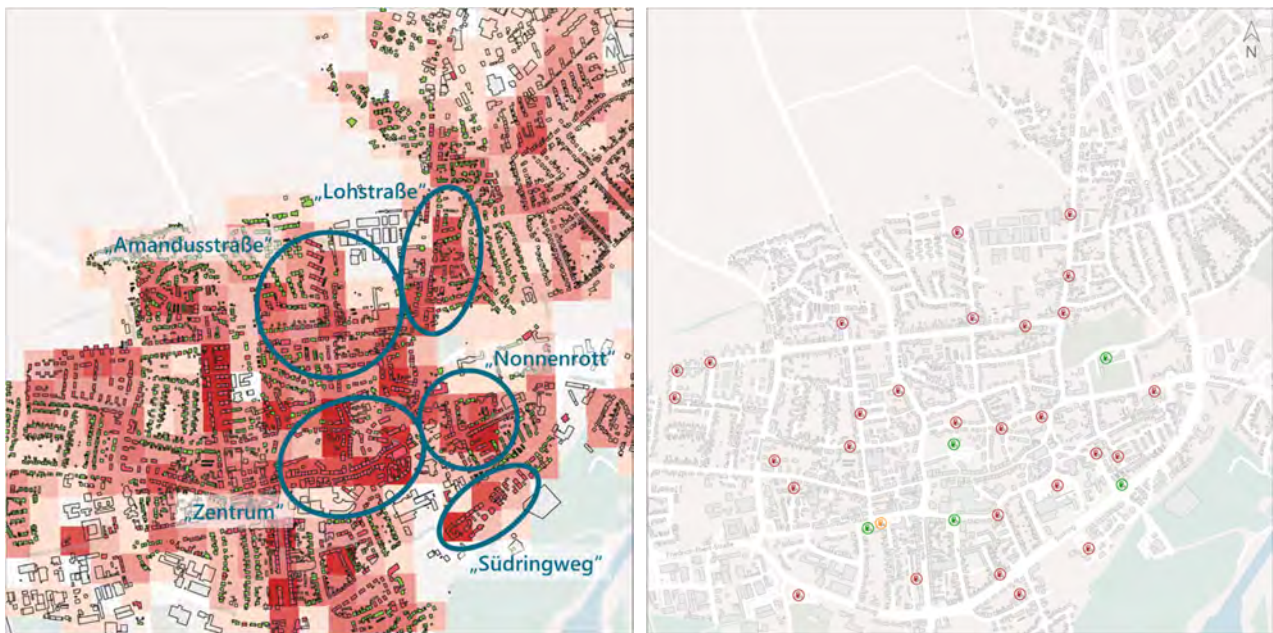 N
„Lohstraße“
„Amandusstraße“
„Nonnenrott“
„Zentrum“
„Südringweg“
N